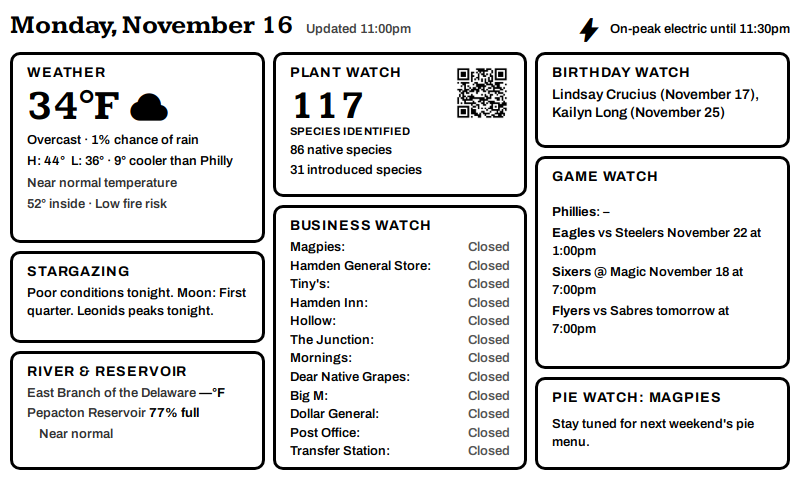 Monday, November 16 Updated 11:00pm
On-peak electric until 11:30pm
WEATHER
34°F
Overcast · 1% chance of rain
H: 44° L: 36° · 9° cooler than Philly
Near normal temperature
52° inside · Low fire risk
STARGAZING
Poor conditions tonight. Moon: First
quarter. Leonids peaks tonight.
RIVER & RESERVOIR
East Branch of the Delaware —°F
Pepacton Reservoir 77% full
Near normal
PLANT WATCH
117
SPECIES IDENTIFIED
86 native species
31 introduced species
BUSINESS WATCH
Magpies: Closed
Hamden General Store: Closed
Tiny's: Closed
Hamden Inn: Closed
Hollow: Closed
The Junction: Closed
Mornings: Closed
Dear Native Grapes: Closed
Big M: Closed
Dollar General: Closed
Post Office: Closed
Transfer Station: Closed
BIRTHDAY WATCH
Lindsay Crucius (November 17),
Kailyn Long (November 25)
GAME WATCH
Phillies: –
Eagles vs Steelers November 22 at
1:00pm
Sixers @ Magic November 18 at
7:00pm
Flyers vs Sabres tomorrow at
7:00pm
PIE WATCH: MAGPIES
Stay tuned for next weekend's pie
menu.